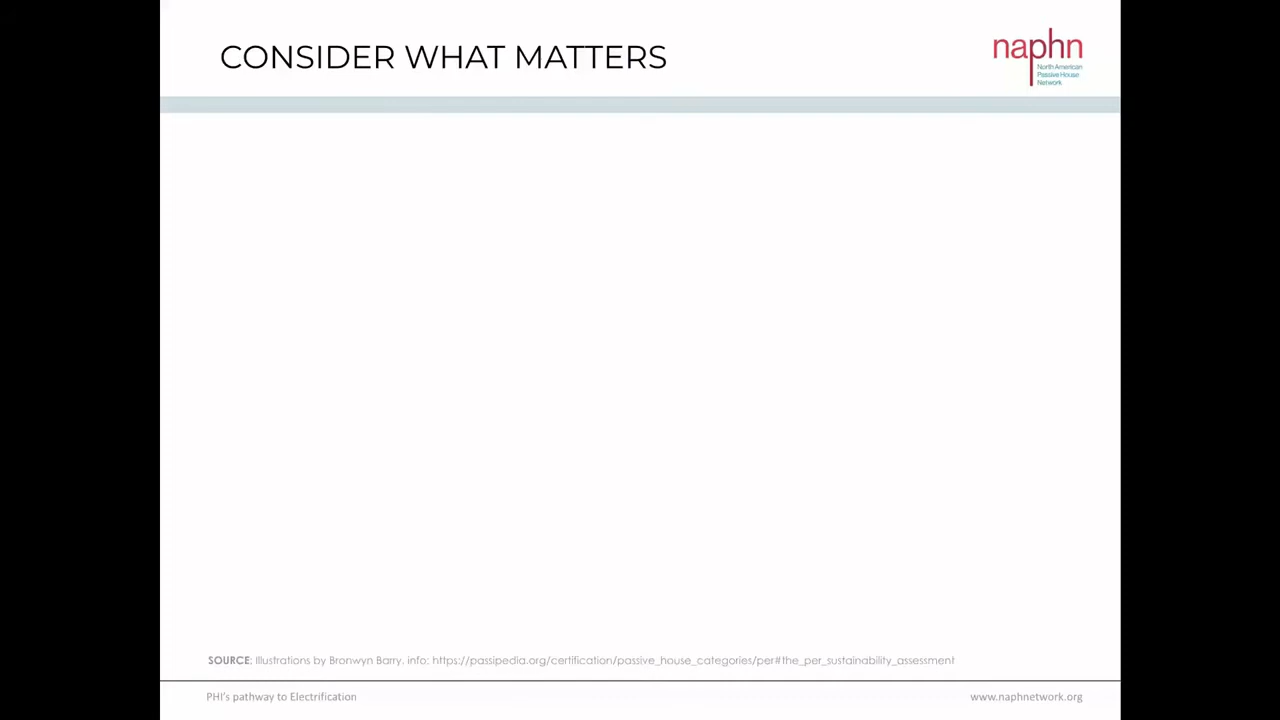 CONSIDER WHAT MATTERS
naphn
North American
Passive House
Network
SOURCE: Illustrations by Bronwyn Barry. info: https://passipedia.org/certification/passive_house_categories/per#the_per_sustainability_assessment
PHI's pathway to Electrification
www.naphnetwork.org